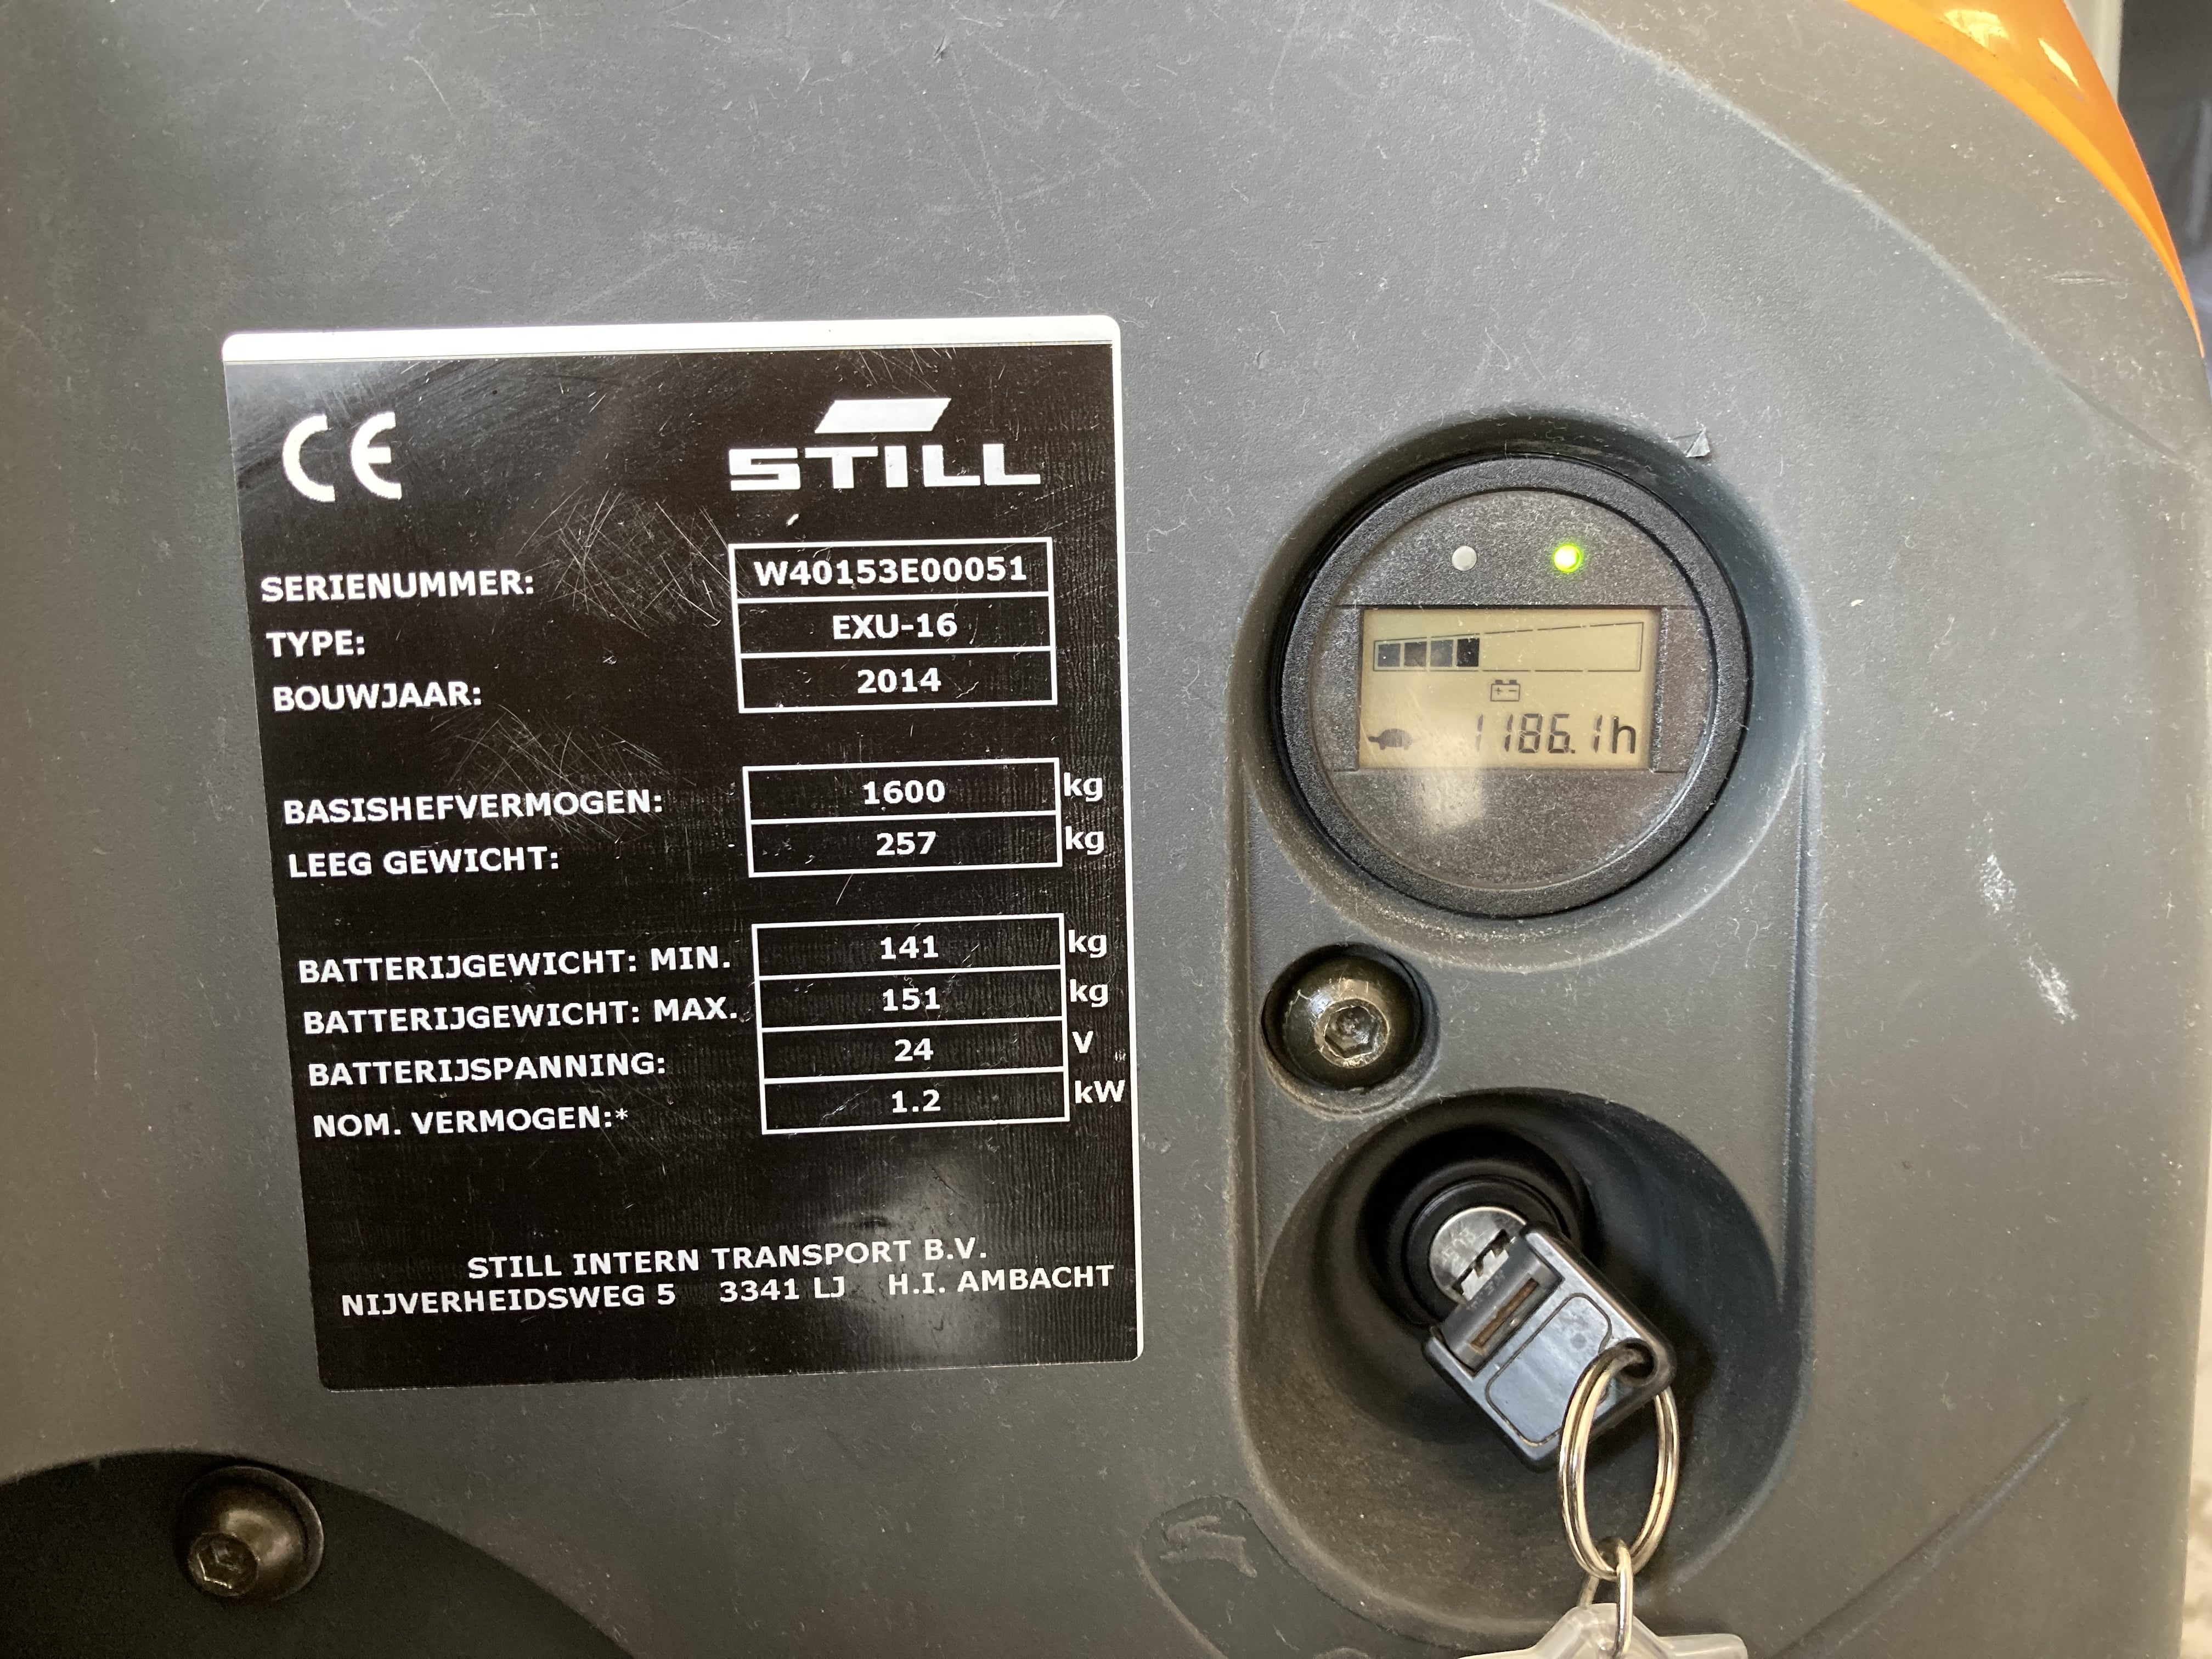 CE
STILL
SERIENUMMER: W40153E00051
TYPE: EXU-16
BOUWJAAR: 2014
BASISHEFVERMOGEN: 1600 kg
LEEG GEWICHT: 257 kg
BATTERIJGEWICHT: MIN. 141 kg
BATTERIJGEWICHT: MAX. 151 kg
BATTERIJSPANNING: 24 V
NOM. VERMOGEN:* 1.2 kW
STILL INTERN TRANSPORT B.V.
NIJVERHEIDSWEG 5 3341 LJ H.I. AMBACHT
1186.1h